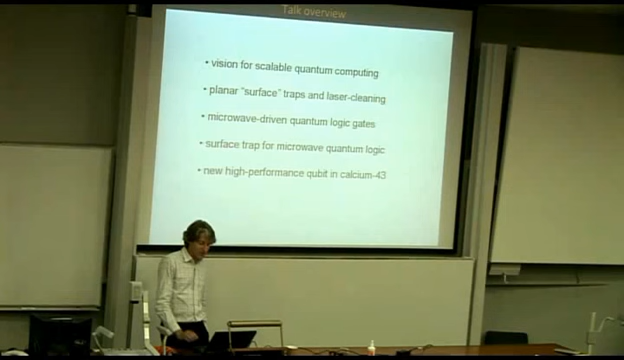 Talk overview
• vision for scalable quantum computing
• planar "surface" traps and laser-cleaning
• microwave-driven quantum logic gates
• surface trap for microwave quantum logic
• new high-performance qubit in calcium-43